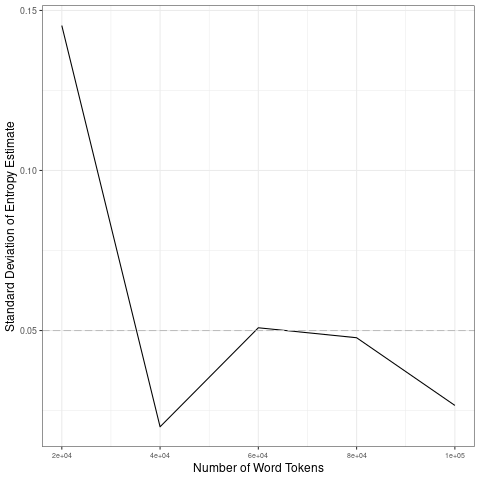 0.15
0.10
0.05
Standard Deviation of Entropy Estimate
2e+04 4e+04 6e+04 8e+04 1e+05
Number of Word Tokens